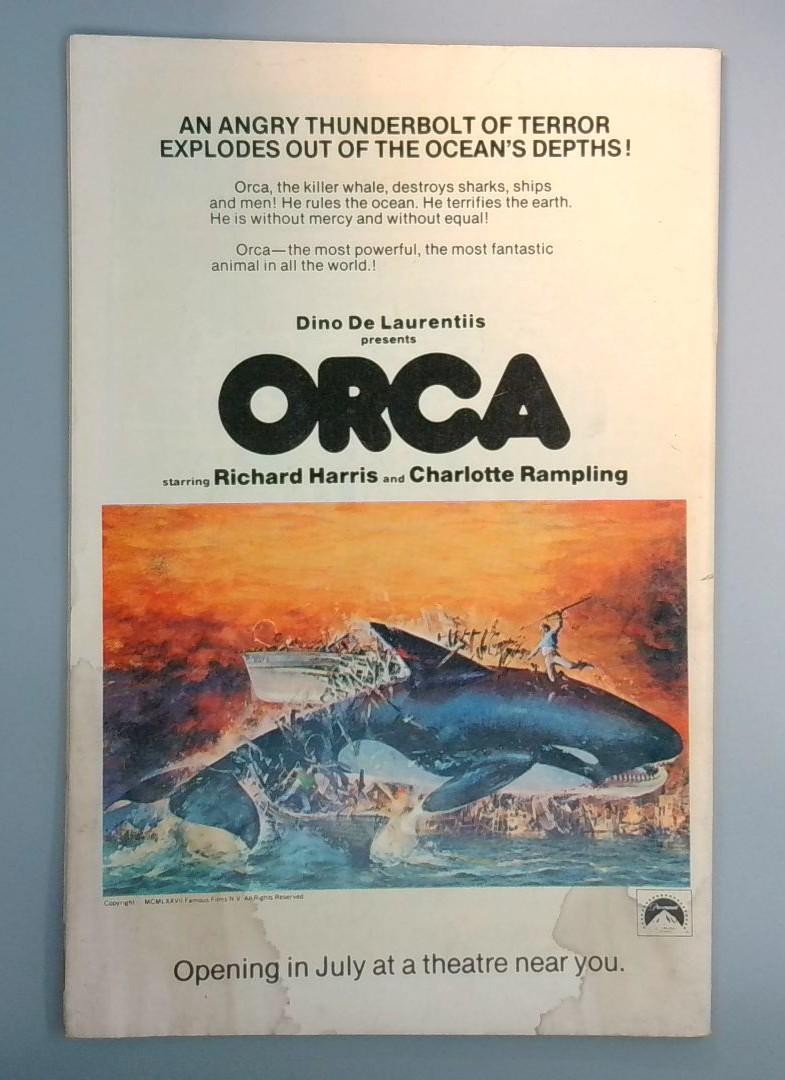 AN ANGRY THUNDERBOLT OF TERROR
EXPLODES OUT OF THE OCEAN'S DEPTHS!
Orca, the killer whale, destroys sharks, ships
and men! He rules the ocean. He terrifies the earth.
He is without mercy and without equal!
Orca—the most powerful, the most fantastic
animal in all the world.!
Dino De Laurentiis
presents
ORCA
starring Richard Harris and Charlotte Rampling
Copyright MCMLXXVII Famous Films N.V. All Rights Reserved
Paramount
Opening in July at a theatre near you.